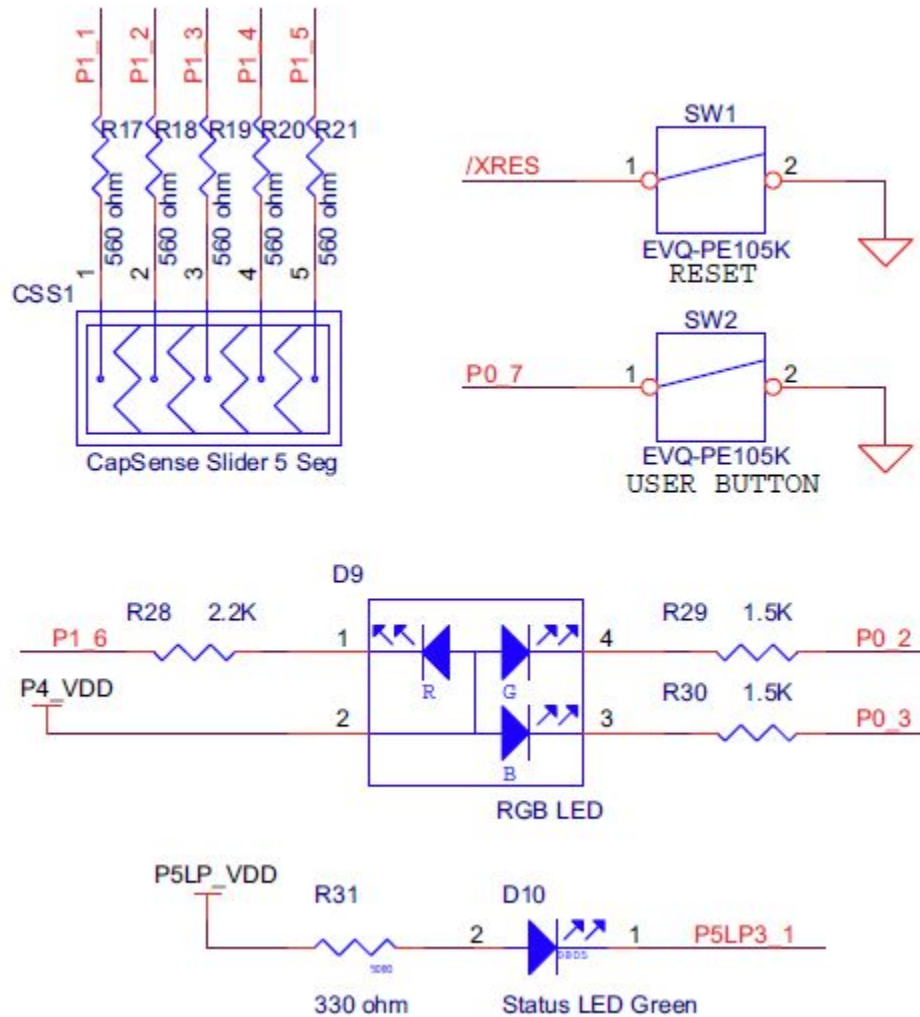 P1_1 P1_2 P1_3 P1_4 P1_5
R17 R18 R19 R20 R21
560 ohm 560 ohm 560 ohm 560 ohm 560 ohm
1 2 3 4 5
CSS1
CapSense Slider 5 Seg
SW1
/XRES 1 2
EVQ-PE105K
RESET
SW2
P0_7 1 2
EVQ-PE105K
USER BUTTON
D9
R28 2.2K
R29 1.5K
P1_6 1 4 P0_2
R G
P4_VDD
R30 1.5K
2 3 P0_3
B
RGB LED
P5LP_VDD
R31 D10
2 1 P5LP3_1
330 ohm Status LED Green